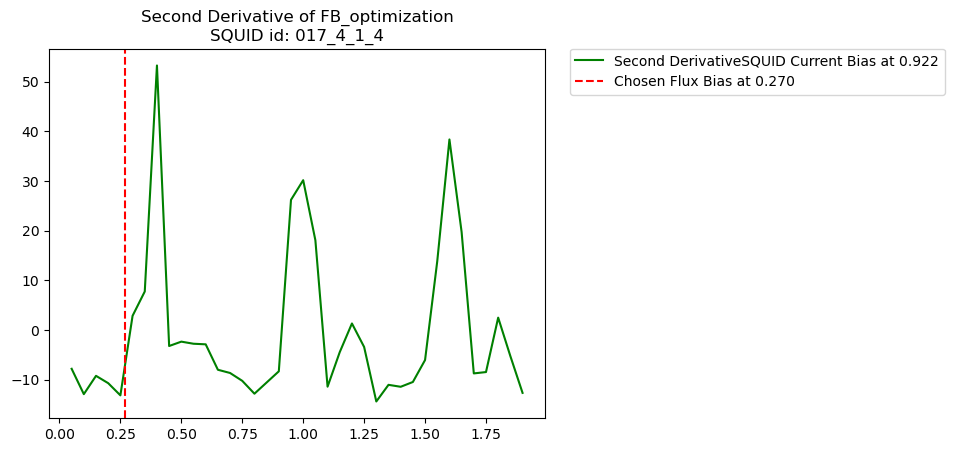 Second Derivative of FB_optimization
SQUID id: 017_4_1_4
50
40
30
20
10
0
−10
0.00 0.25 0.50 0.75 1.00 1.25 1.50 1.75
Second DerivativeSQUID Current Bias at 0.922
Chosen Flux Bias at 0.270